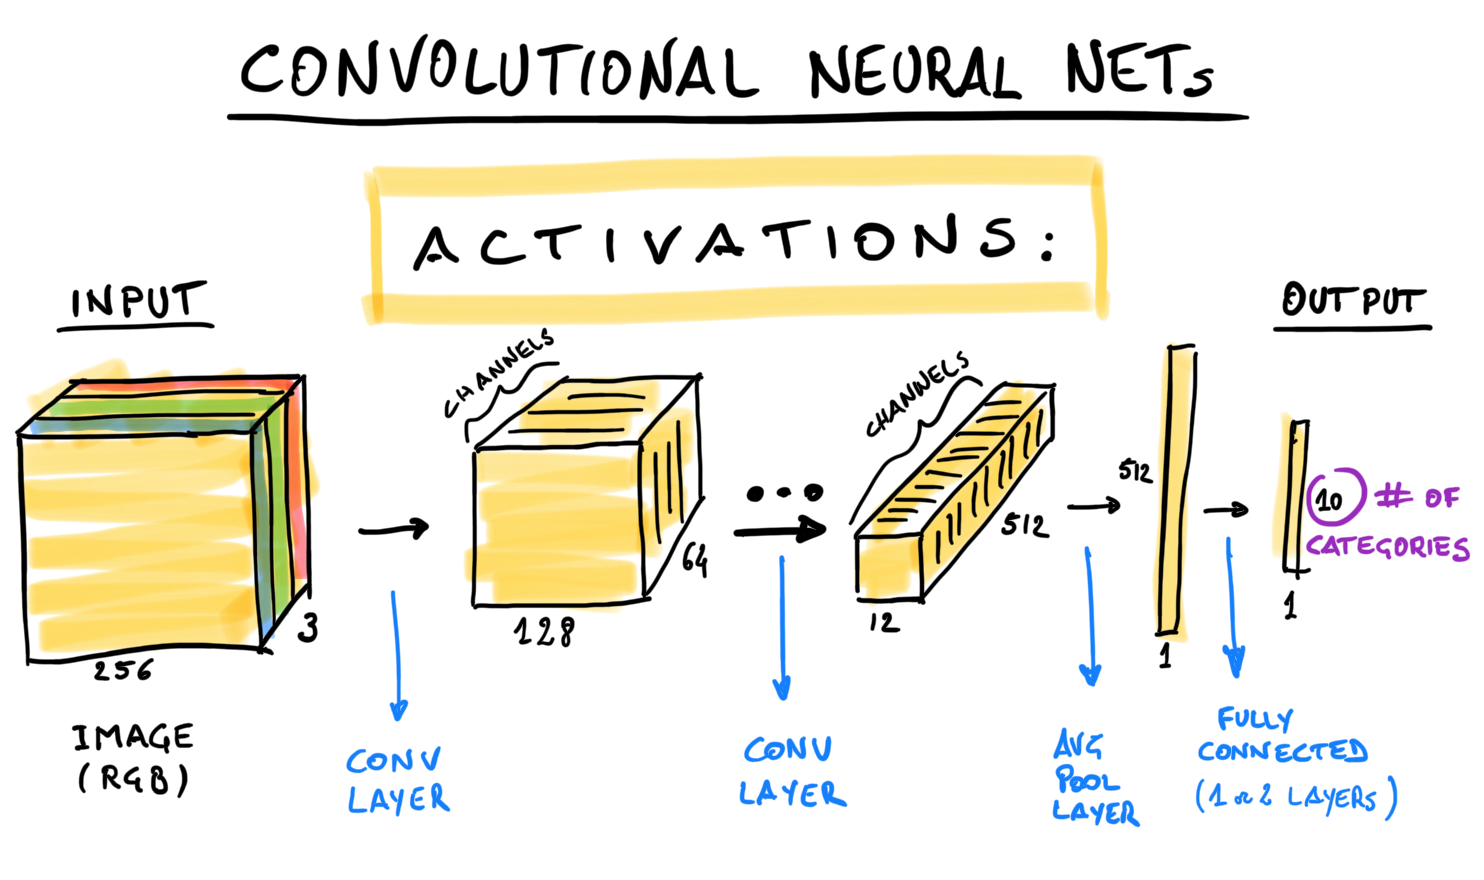 CONVOLUTIONAL NEURAL NETs
ACTIVATIONS:
INPUT
OUTPUT
CHANNELS
CHANNELS
3
256
64
128
...
512
12
512
1
10 # OF
CATEGORIES
1
IMAGE
(RGB)
CONV
LAYER
CONV
LAYER
AVG
POOL
LAYER
FULLY
CONNECTED
(1 or 2 LAYERS)